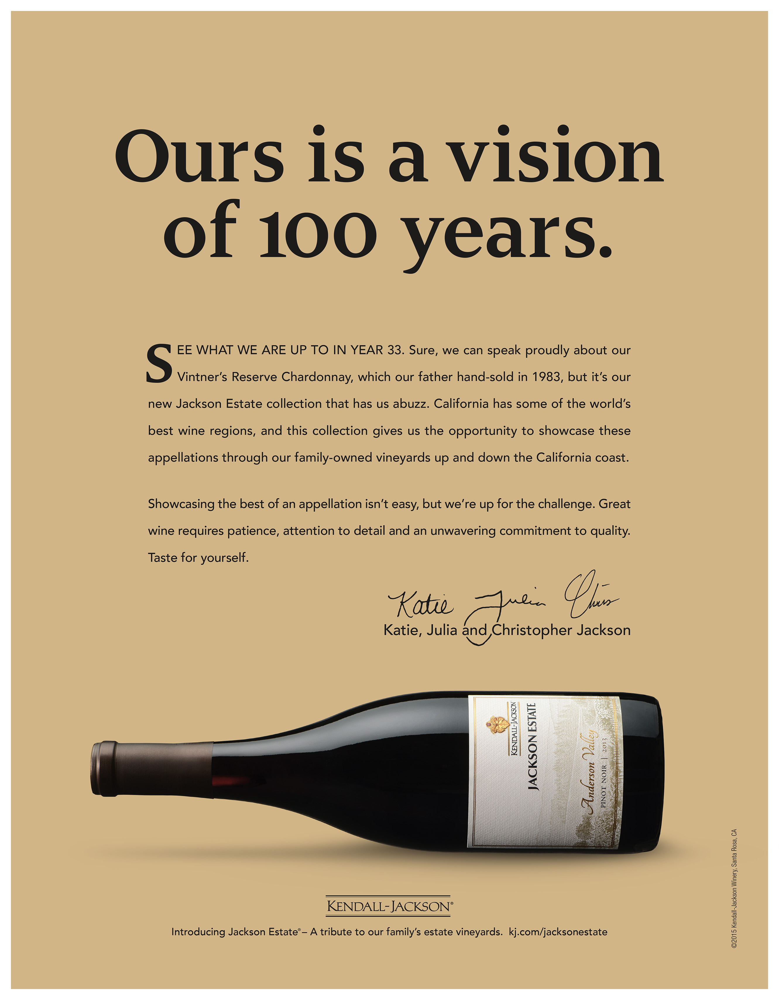 Ours is a vision
of 100 years.
SEE WHAT WE ARE UP TO IN YEAR 33. Sure, we can speak proudly about our
Vintner’s Reserve Chardonnay, which our father hand-sold in 1983, but it’s our
new Jackson Estate collection that has us abuzz. California has some of the world’s
best wine regions, and this collection gives us the opportunity to showcase these
appellations through our family-owned vineyards up and down the California coast.
Showcasing the best of an appellation isn’t easy, but we’re up for the challenge. Great
wine requires patience, attention to detail and an unwavering commitment to quality.
Taste for yourself.
Katie Julia Chris
Katie, Julia and Christopher Jackson
KENDALL-JACKSON
JACKSON ESTATE
Anderson Valley
PINOT NOIR | 2013
KENDALL-JACKSON®
Introducing Jackson Estate®– A tribute to our family’s estate vineyards. kj.com/jacksonestate
©2015 Kendall-Jackson Winery, Santa Rosa, CA